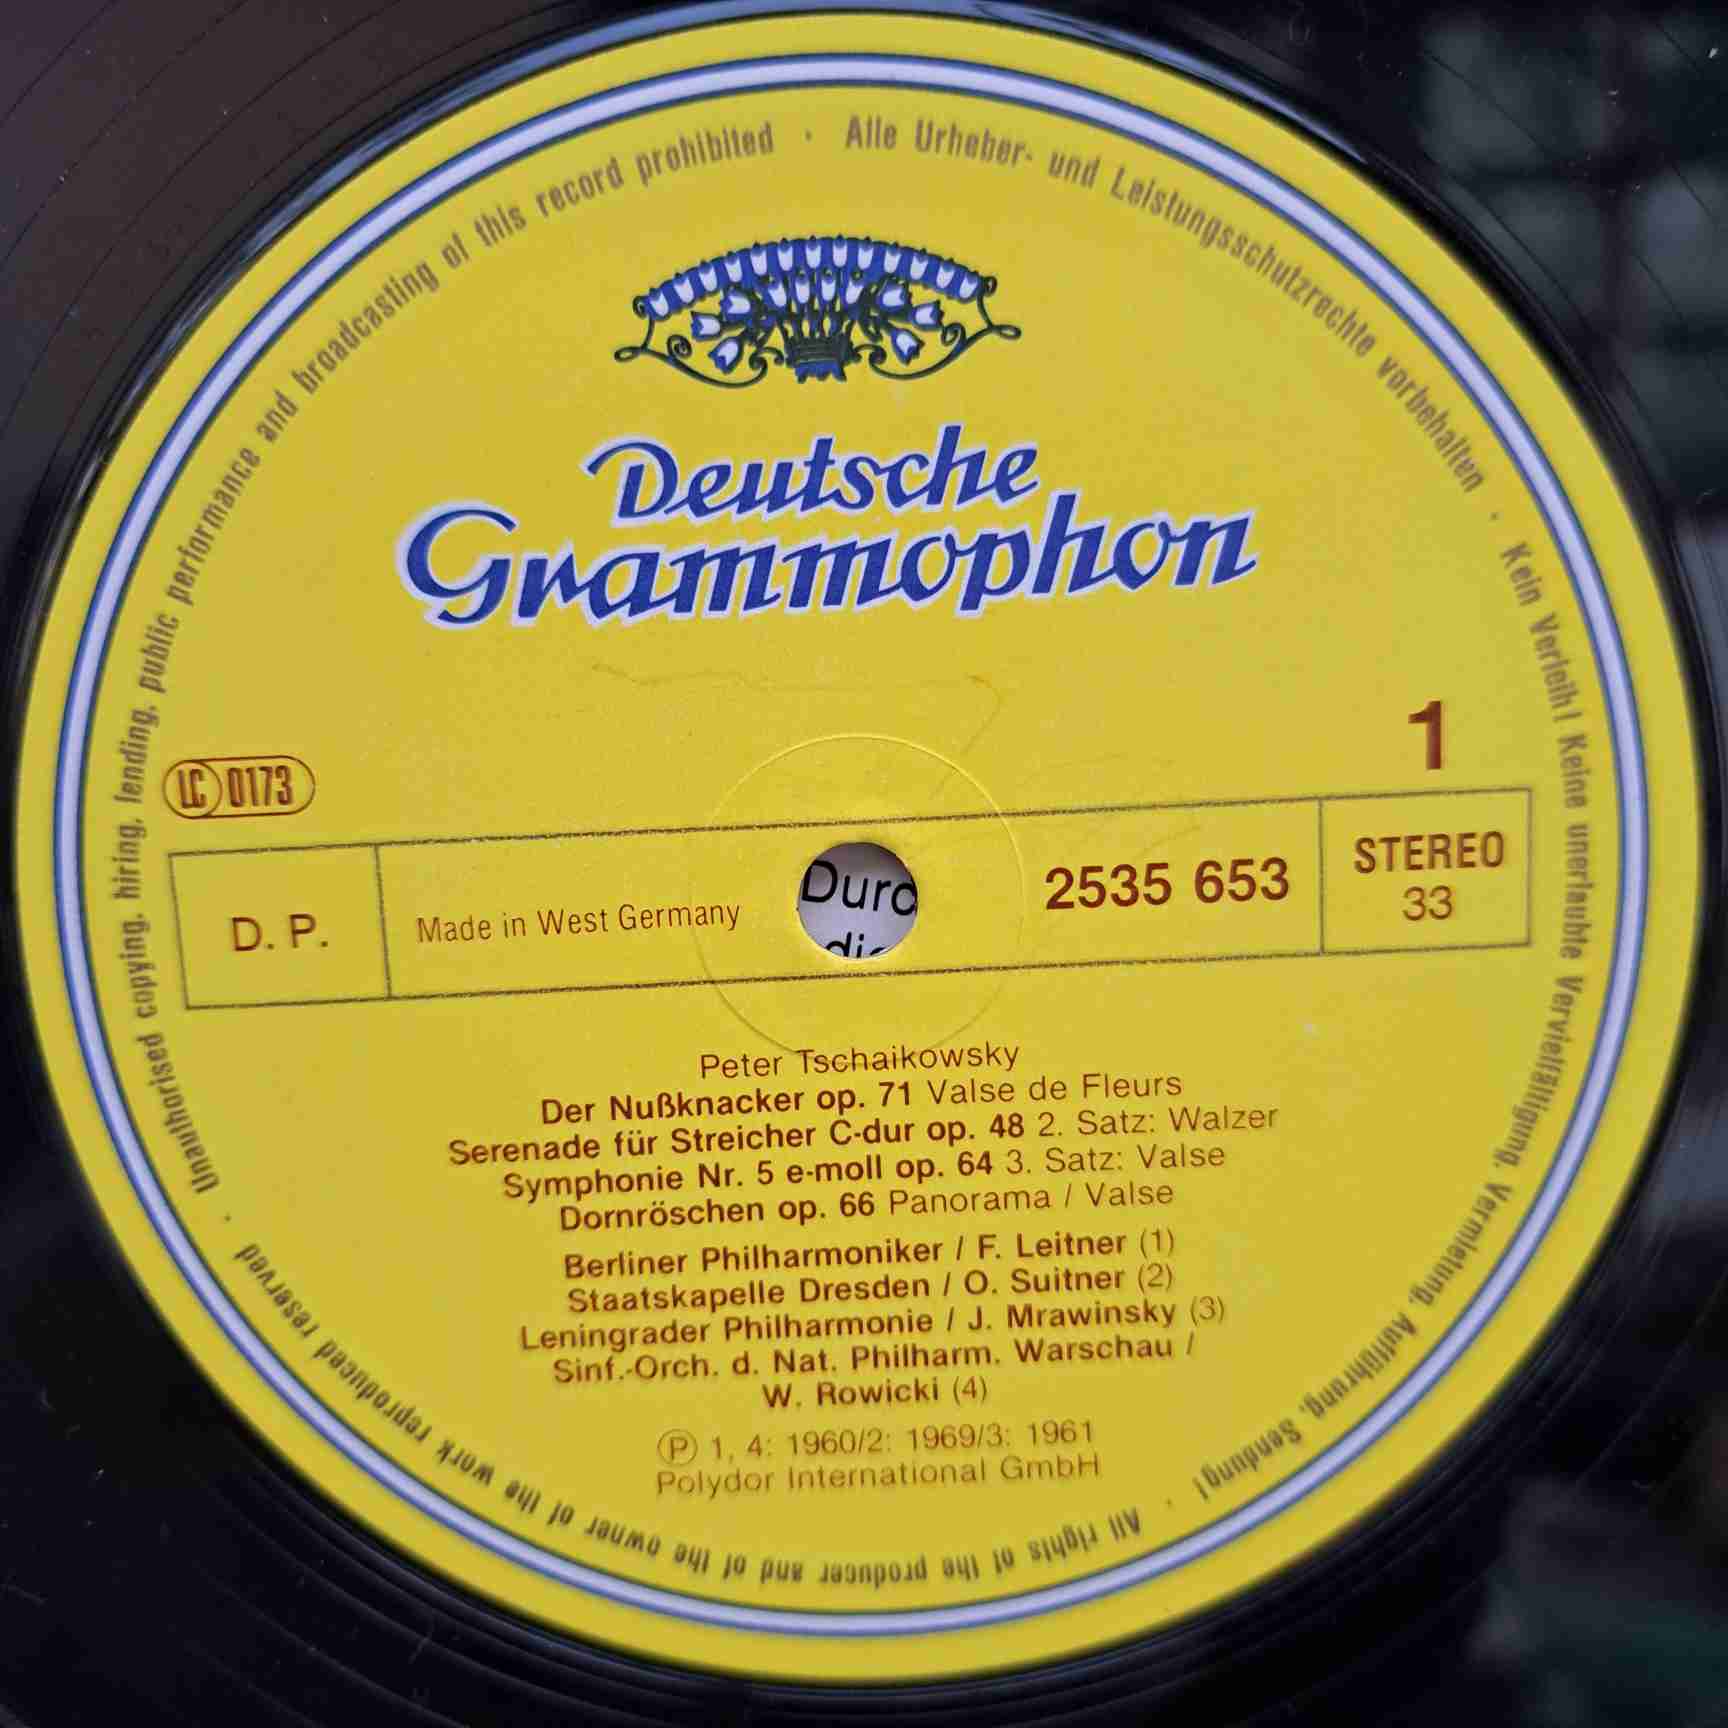 Unauthorised copying, hiring, lending, public performance and broadcasting of this record prohibited · Alle Urheber- und Leistungsschutzrechte vorbehalten · Kein Verleih! Keine unerlaubte Vervielfältigung, Vermietung, Aufführung, Sendung! · All rights of the producer and of the owner of the work reproduced reserved ·
Deutsche
Grammophon
1
LC 0173
D. P.
Made in West Germany
Durc
die
2535 653
STEREO
33
Peter Tschaikowsky
Der Nußknacker op. 71 Valse de Fleurs
Serenade für Streicher C-dur op. 48 2. Satz: Walzer
Symphonie Nr. 5 e-moll op. 64 3. Satz: Valse
Dornröschen op. 66 Panorama / Valse
Berliner Philharmoniker / F. Leitner (1)
Staatskapelle Dresden / O. Suitner (2)
Leningrader Philharmonie / J. Mrawinsky (3)
Sinf.-Orch. d. Nat. Philharm. Warschau /
W. Rowicki (4)
Ⓟ 1, 4: 1960/2: 1969/3: 1961
Polydor International GmbH